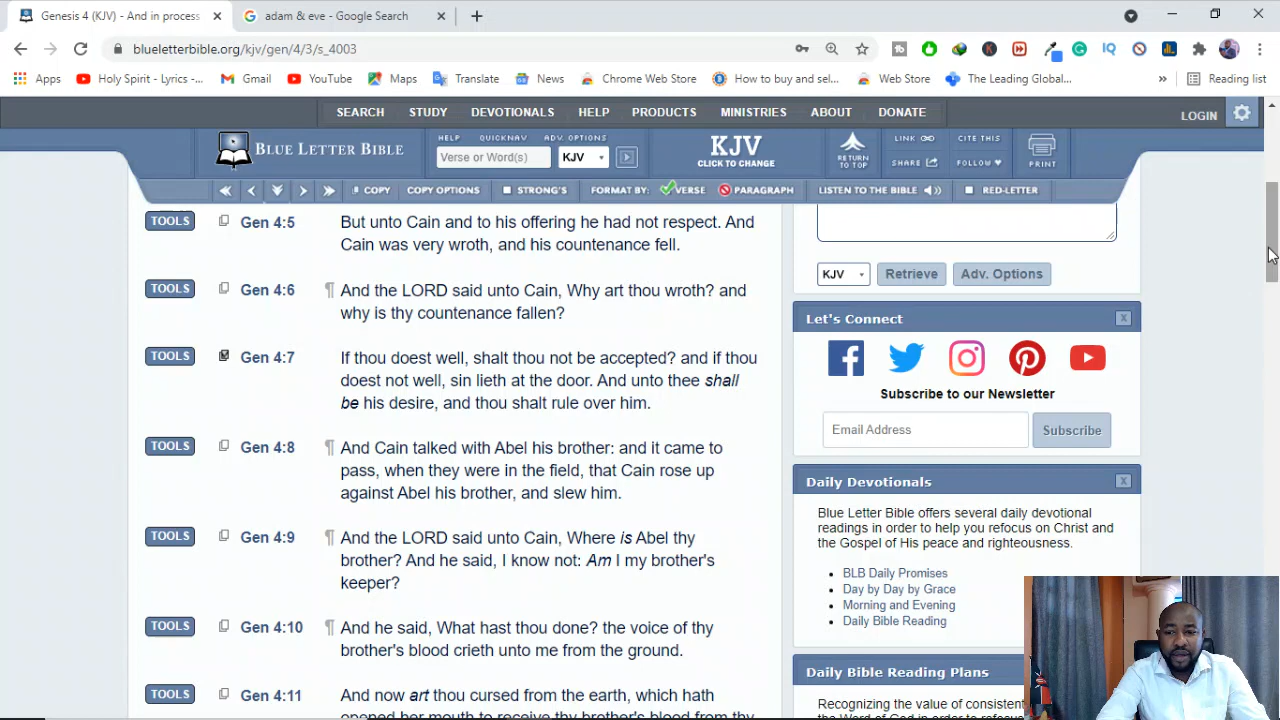 Genesis 4 (KJV) - And in process
adam & eve - Google Search
blueletterbible.org/kjv/gen/4/3/s_4003
Apps
Holy Spirit - Lyrics -...
Gmail
YouTube
Maps
Translate
News
Chrome Web Store
How to buy and sel...
Web Store
The Leading Global...
»
Reading list
SEARCH STUDY DEVOTIONALS HELP PRODUCTS MINISTRIES ABOUT DONATE
LOGIN
BLUE LETTER BIBLE
HELP QUICKNAV ADV. OPTIONS
Verse or Word(s)
KJV
KJV
CLICK TO CHANGE
RETURN
TO TOP
LINK
CITE THIS
SHARE
FOLLOW
PRINT
COPY COPY OPTIONS STRONG'S FORMAT BY: VERSE PARAGRAPH LISTEN TO THE BIBLE RED-LETTER
TOOLS Gen 4:5 But unto Cain and to his offering he had not respect. And
Cain was very wroth, and his countenance fell.
TOOLS Gen 4:6 ¶ And the LORD said unto Cain, Why art thou wroth? and
why is thy countenance fallen?
TOOLS Gen 4:7 If thou doest well, shalt thou not be accepted? and if thou
doest not well, sin lieth at the door. And unto thee shall
be his desire, and thou shalt rule over him.
TOOLS Gen 4:8 ¶ And Cain talked with Abel his brother: and it came to
pass, when they were in the field, that Cain rose up
against Abel his brother, and slew him.
TOOLS Gen 4:9 ¶ And the LORD said unto Cain, Where is Abel thy
brother? And he said, I know not: Am I my brother's
keeper?
TOOLS Gen 4:10 ¶ And he said, What hast thou done? the voice of thy
brother's blood crieth unto me from the ground.
TOOLS Gen 4:11 And now art thou cursed from the earth, which hath
opened her mouth to receive thy brother's blood from thy
KJV Retrieve Adv. Options
Let's Connect
X
Subscribe to our Newsletter
Email Address Subscribe
Daily Devotionals
X
Blue Letter Bible offers several daily devotional
readings in order to help you refocus on Christ and
the Gospel of His peace and righteousness.
• BLB Daily Promises
• Day by Day by Grace
• Morning and Evening
• Daily Bible Reading
Daily Bible Reading Plans
Recognizing the value of consistent